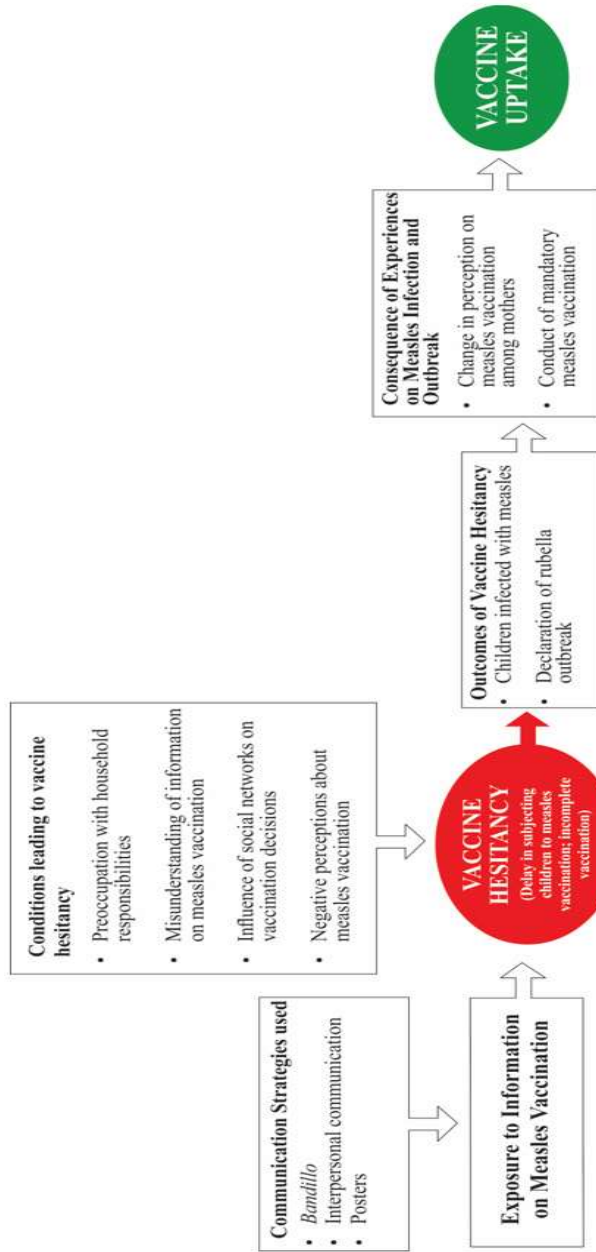 Communication Strategies used
• Bandillo
• Interpersonal communication
• Posters
Exposure to Information
on Measles Vaccination
Conditions leading to vaccine
hesitancy
• Preoccupation with household
responsibilities
• Misunderstanding of information
on measles vaccination
• Influence of social networks on
vaccination decisions
• Negative perceptions about
measles vaccination
VACCINE
HESITANCY
(Delay in subjecting
children to measles
vaccination; incomplete
vaccination)
Outcomes of Vaccine Hesitancy
• Children infected with measles
• Declaration of rubella
outbreak
Consequence of Experiences
on Measles Infection and
Outbreak
• Change in perception on
measles vaccination
among mothers
• Conduct of mandatory
measles vaccination
VACCINE
UPTAKE